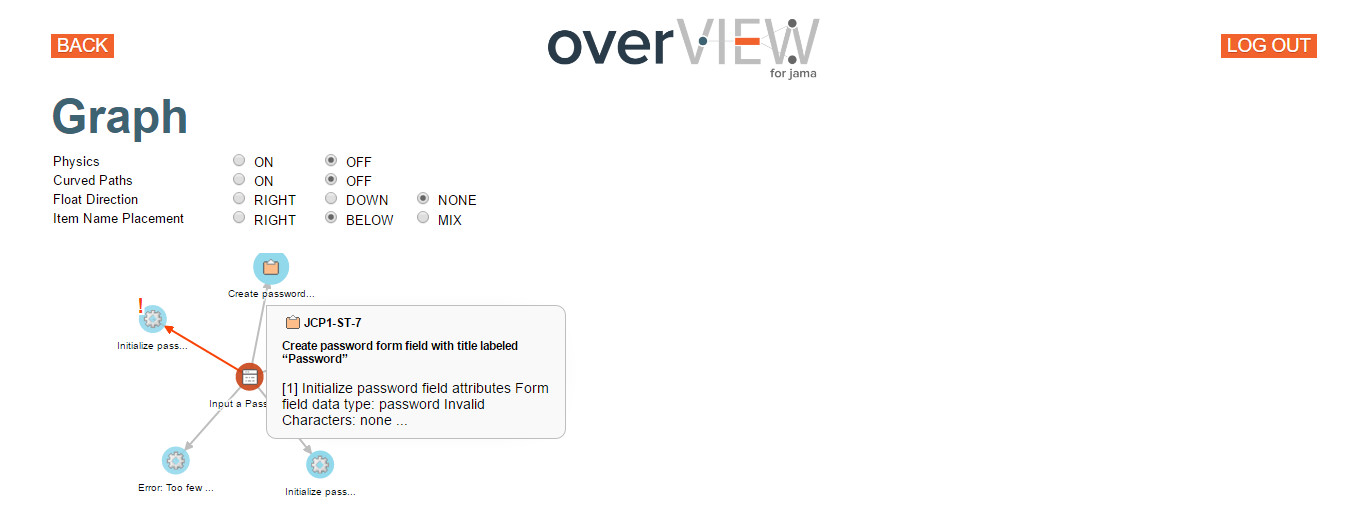 BACK
overVIEW
for jama
LOG OUT
Graph
Physics ON OFF
Curved Paths ON OFF
Float Direction RIGHT DOWN NONE
Item Name Placement RIGHT BELOW MIX
Create password...
!
Initialize pass...
JCP1-ST-7
Create password form field with title labeled
“Password”
Input a Pass
[1] Initialize password field attributes Form
field data type: password Invalid
Characters: none ...
Error: Too few ...
Initialize pass...